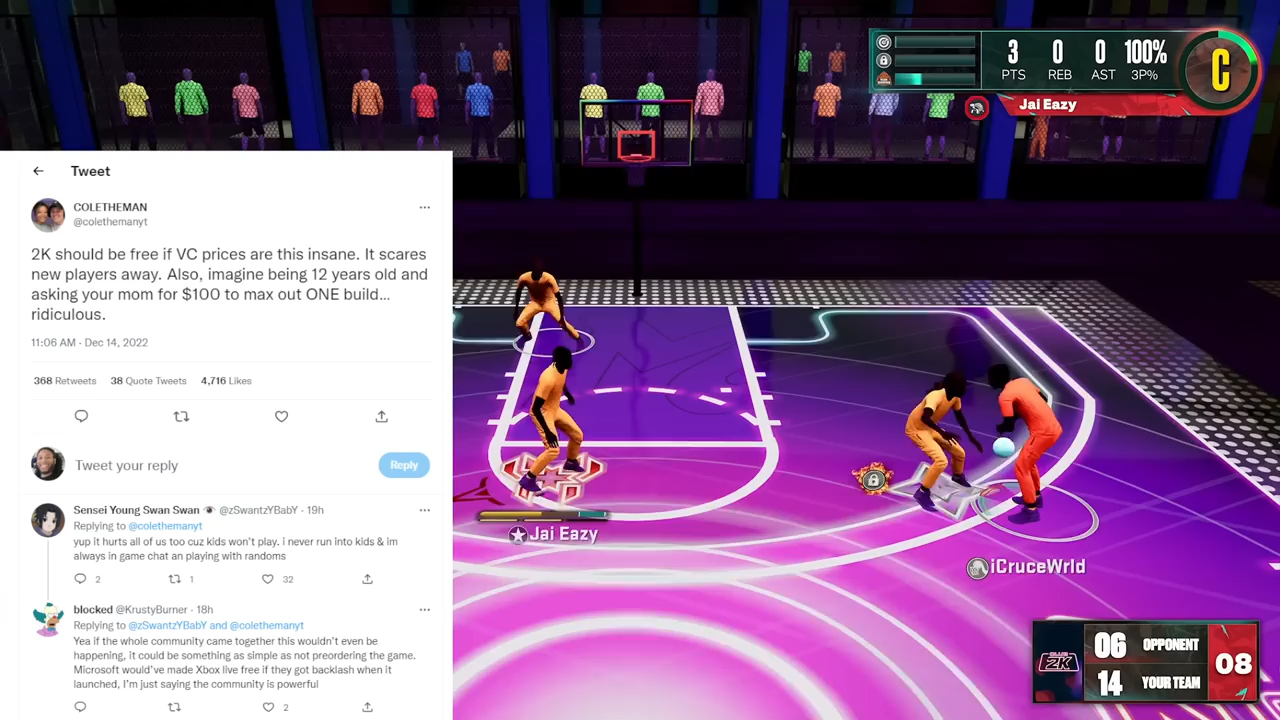 Tweet
COLETHEMAN
@colethemanyt
2K should be free if VC prices are this insane. It scares
new players away. Also, imagine being 12 years old and
asking your mom for $100 to max out ONE build...
ridiculous.
11:06 AM · Dec 14, 2022
368 Retweets 38 Quote Tweets 4,716 Likes
Tweet your reply
Reply
Sensei Young Swan Swan 👁 @zSwantzYBabY · 19h
Replying to @colethemanyt
yup it hurts all of us too cuz kids won't play. i never run into kids & im
always in game chat an playing with randoms
2 1 32
blocked @KrustyBurner · 18h
Replying to @zSwantzYBabY and @colethemanyt
Yea if the whole community came together this wouldn't even be
happening, it could be something as simple as not preordering the game.
Microsoft would've made Xbox live free if they got backlash when it
launched, I'm just saying the community is powerful
2
3 0 0 100%
PTS REB AST 3P%
C
Jai Eazy
Jai Eazy
iCruceWrld
2K
06 OPPONENT
14 YOUR TEAM
08